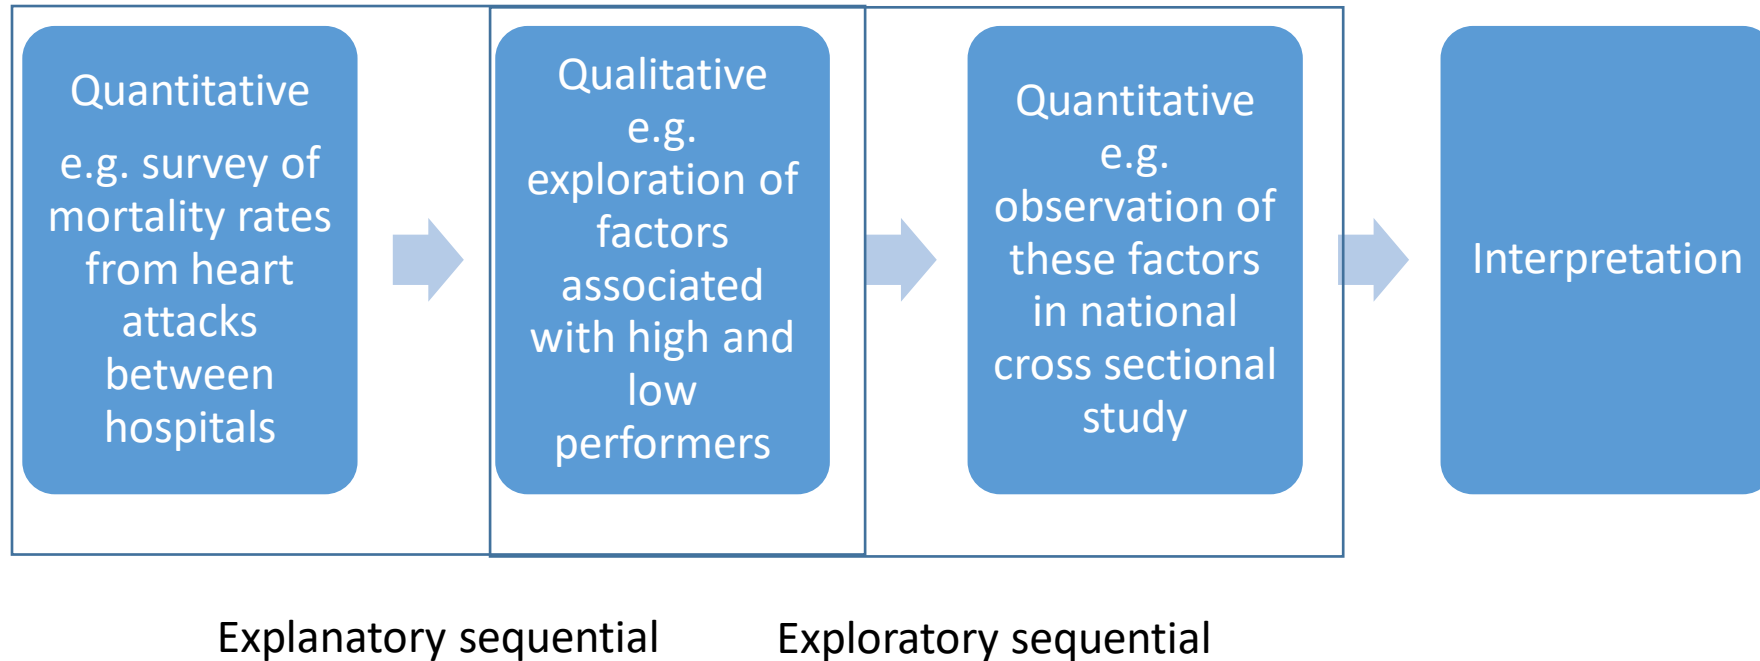 Quantitative
e.g. survey of
mortality rates
from heart
attacks
between
hospitals
Qualitative
e.g.
exploration of
factors
associated
with high and
low
performers
Quantitative
e.g.
observation of
these factors
in national
cross sectional
study
Interpretation
Explanatory sequential
Exploratory sequential